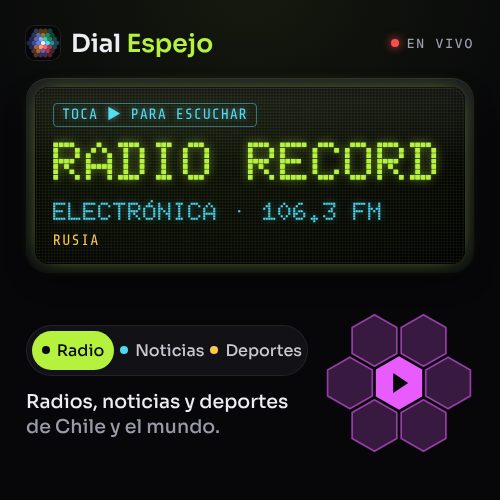 Dial Espejo
EN VIVO
TOCA ▶ PARA ESCUCHAR
RADIO RECORD
ELECTRÓNICA · 106.3 FM
RUSIA
Radio
Noticias
Deportes
Radios, noticias y deportes
de Chile y el mundo.